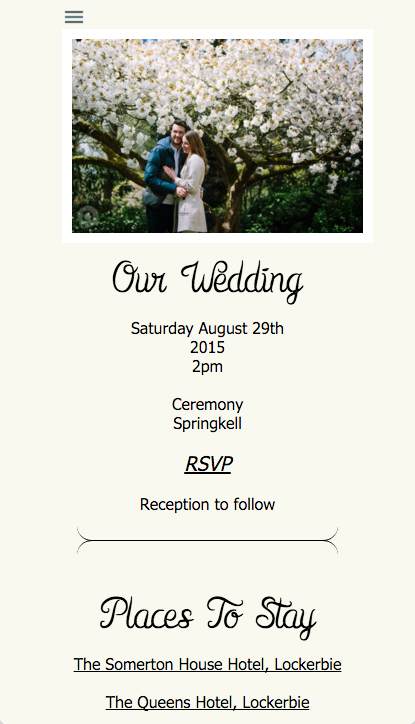 Our Wedding
Saturday August 29th
2015
2pm
Ceremony
Springkell
RSVP
Reception to follow
Places To Stay
The Somerton House Hotel, Lockerbie
The Queens Hotel, Lockerbie